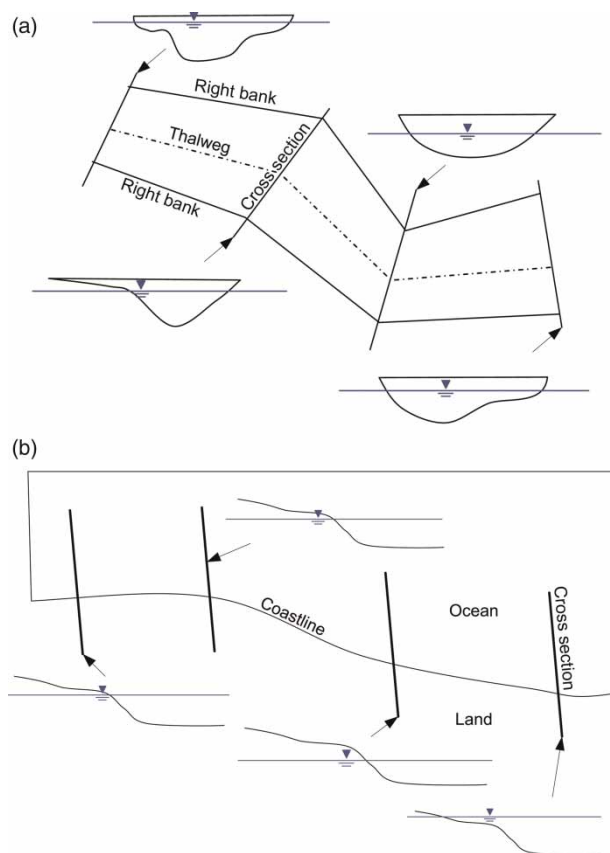 (a)
Right bank
Thalweg
Cross section
Right bank
(b)
Coastline
Ocean
Cross section
Land